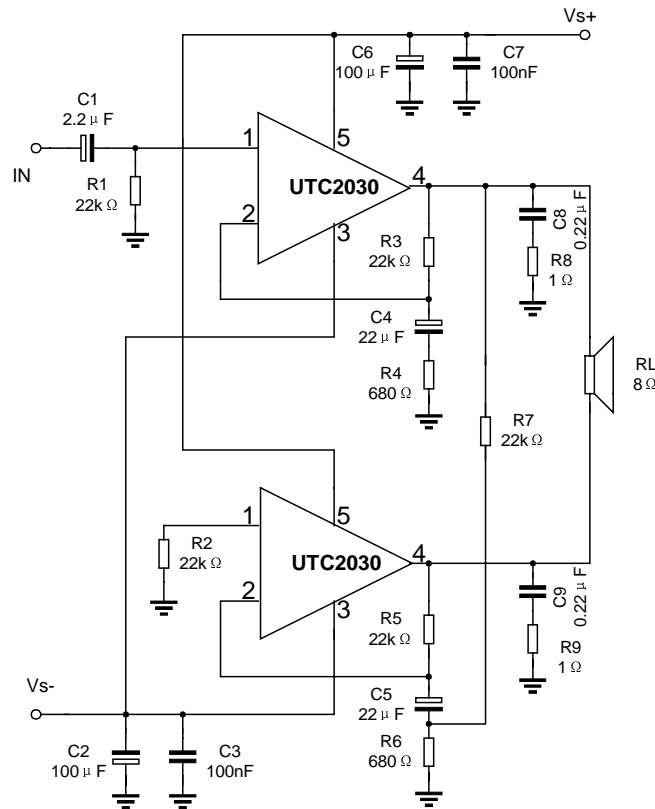 Vs+
C6
100 μ F
C7
100nF
C1
2.2 μ F
IN
R1
22k Ω
1
5
UTC2030
4
2
3
R3
22k Ω
C8
0.22 μ F
R8
1 Ω
C4
22 μ F
R4
680 Ω
RL
8 Ω
R7
22k Ω
1
5
R2
22k Ω
UTC2030
4
2
3
R5
22k Ω
C9
0.22 μ F
R9
1 Ω
Vs-
C5
22 μ F
C2
100 μ F
C3
100nF
R6
680 Ω